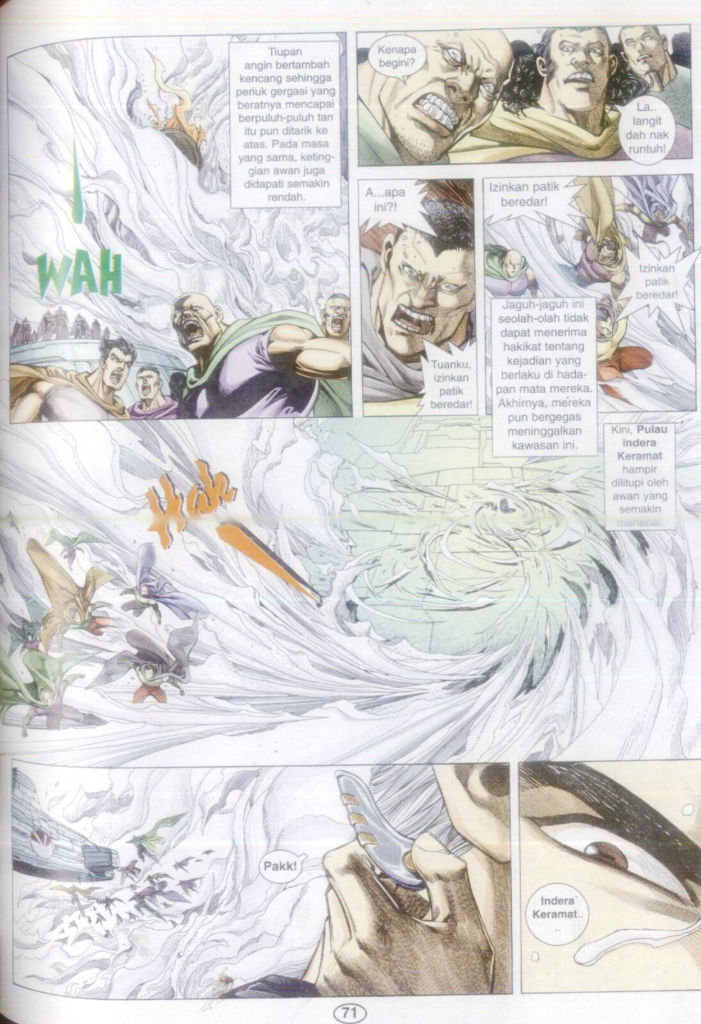 Tiupan
angin bertambah
kencang sehingga
periuk gergasi yang
beratnya mencapai
berpuluh-puluh tan
itu pun ditarik ke
atas. Pada masa
yang sama, keting-
gian awan juga
didapati semakin
rendah.
WAH
Kenapa
begini?
La..
langit
dah nak
runtuh!
A...apa
ini?!
Tuanku,
izinkan
patik
beredar!
Izinkan patik
beredar!
Izinkan
patik
beredar!
Jaguh-jaguh ini
seolah-olah tidak
dapat menerima
hakikat tentang
kejadian yang
berlaku di hada-
pan mata mereka.
Akhirnya, mereka
pun bergegas
meninggalkan
kawasan ini.
Kini, Pulau
Indera
Keramat
hampir
dilitupi oleh
awan yang
semakin
menebal.
Hah
Pakk!
Indera
Keramat..
..
71